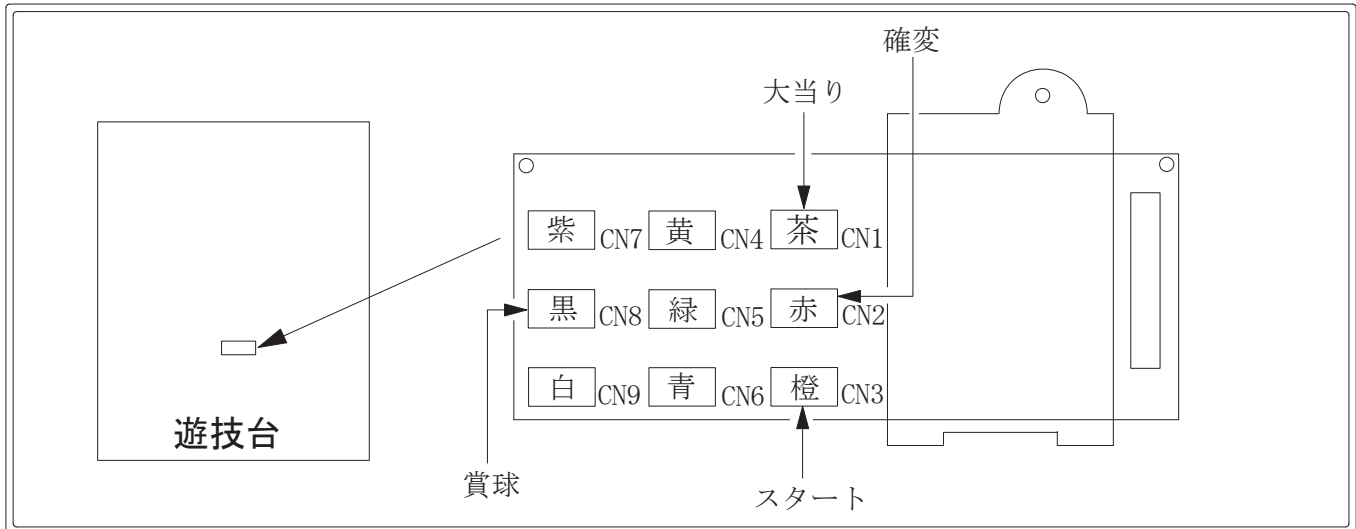 確変
大当り
紫 CN7 黄 CN4 茶 CN1
黒 CN8 緑 CN5 赤 CN2
白 CN9 青 CN6 橙 CN3
遊技台
賞球
スタート